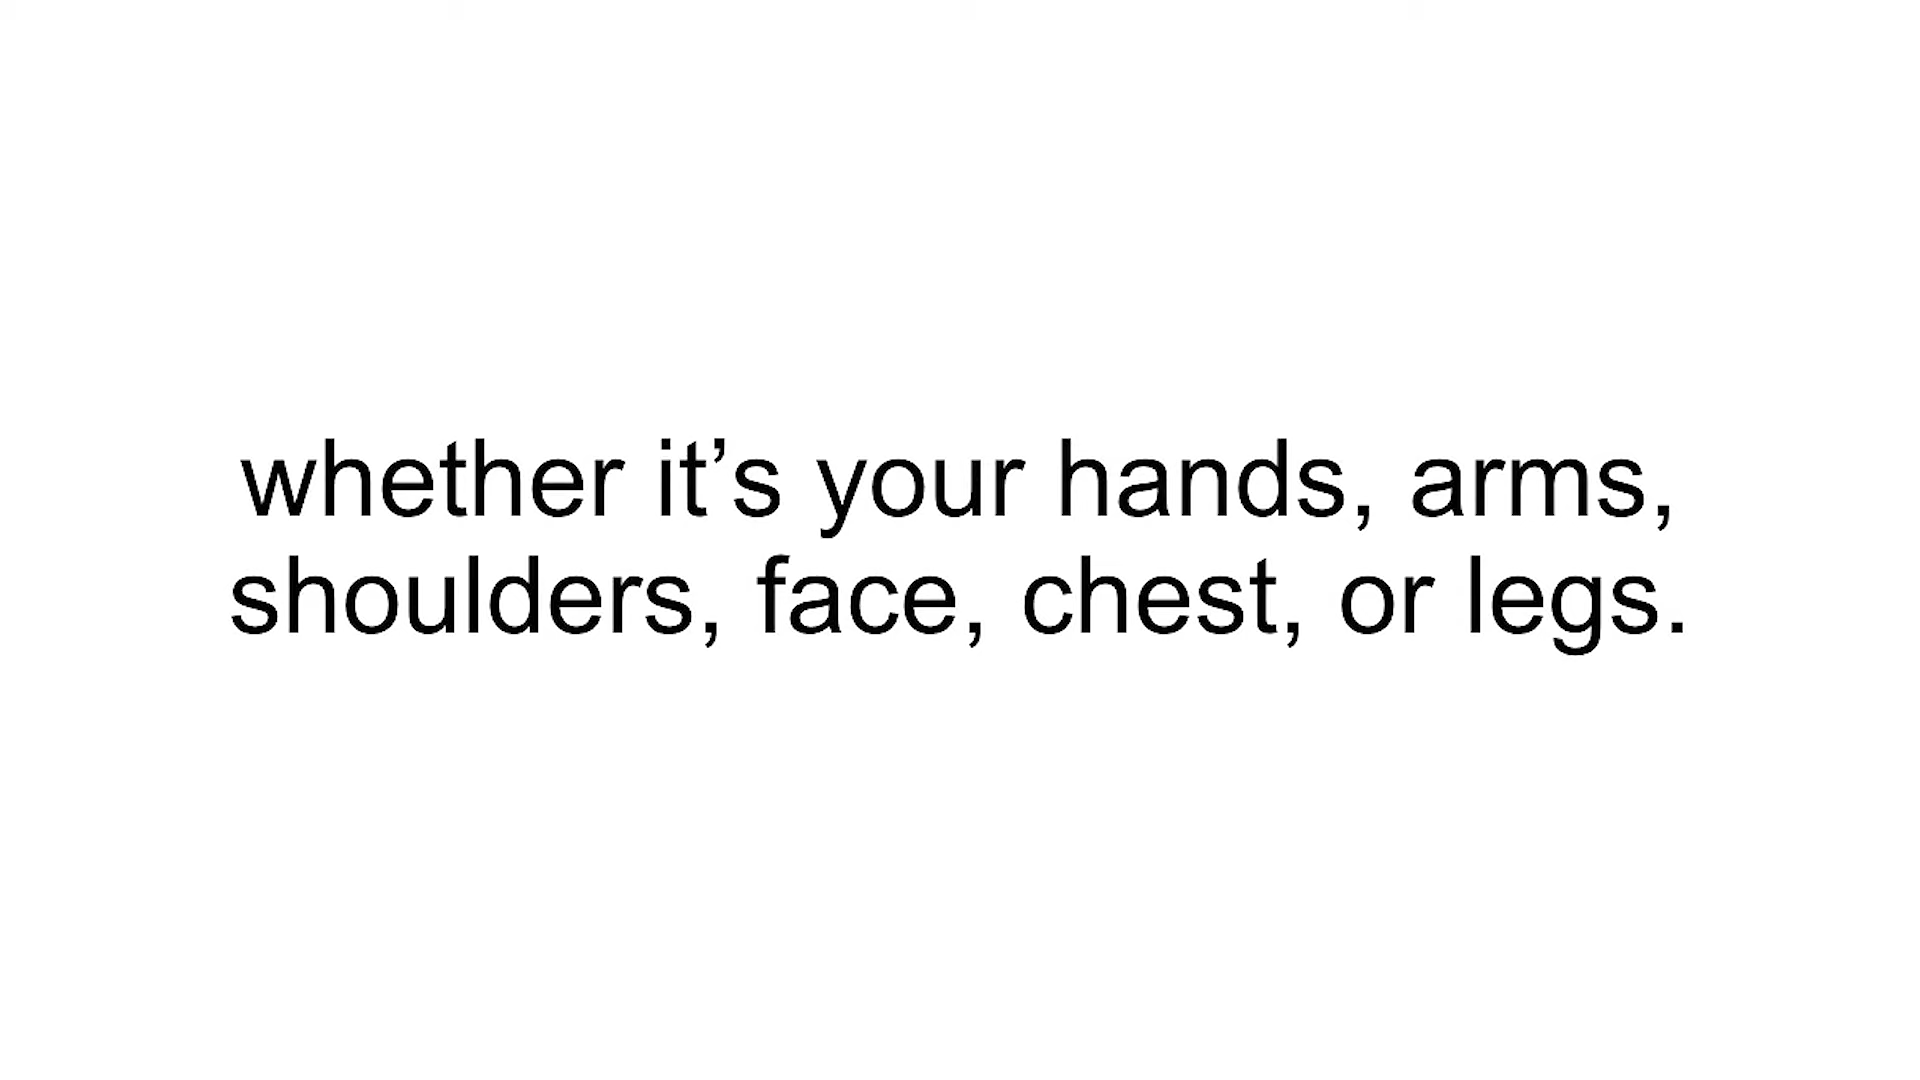 whether it’s your hands, arms,
shoulders, face, chest, or legs.